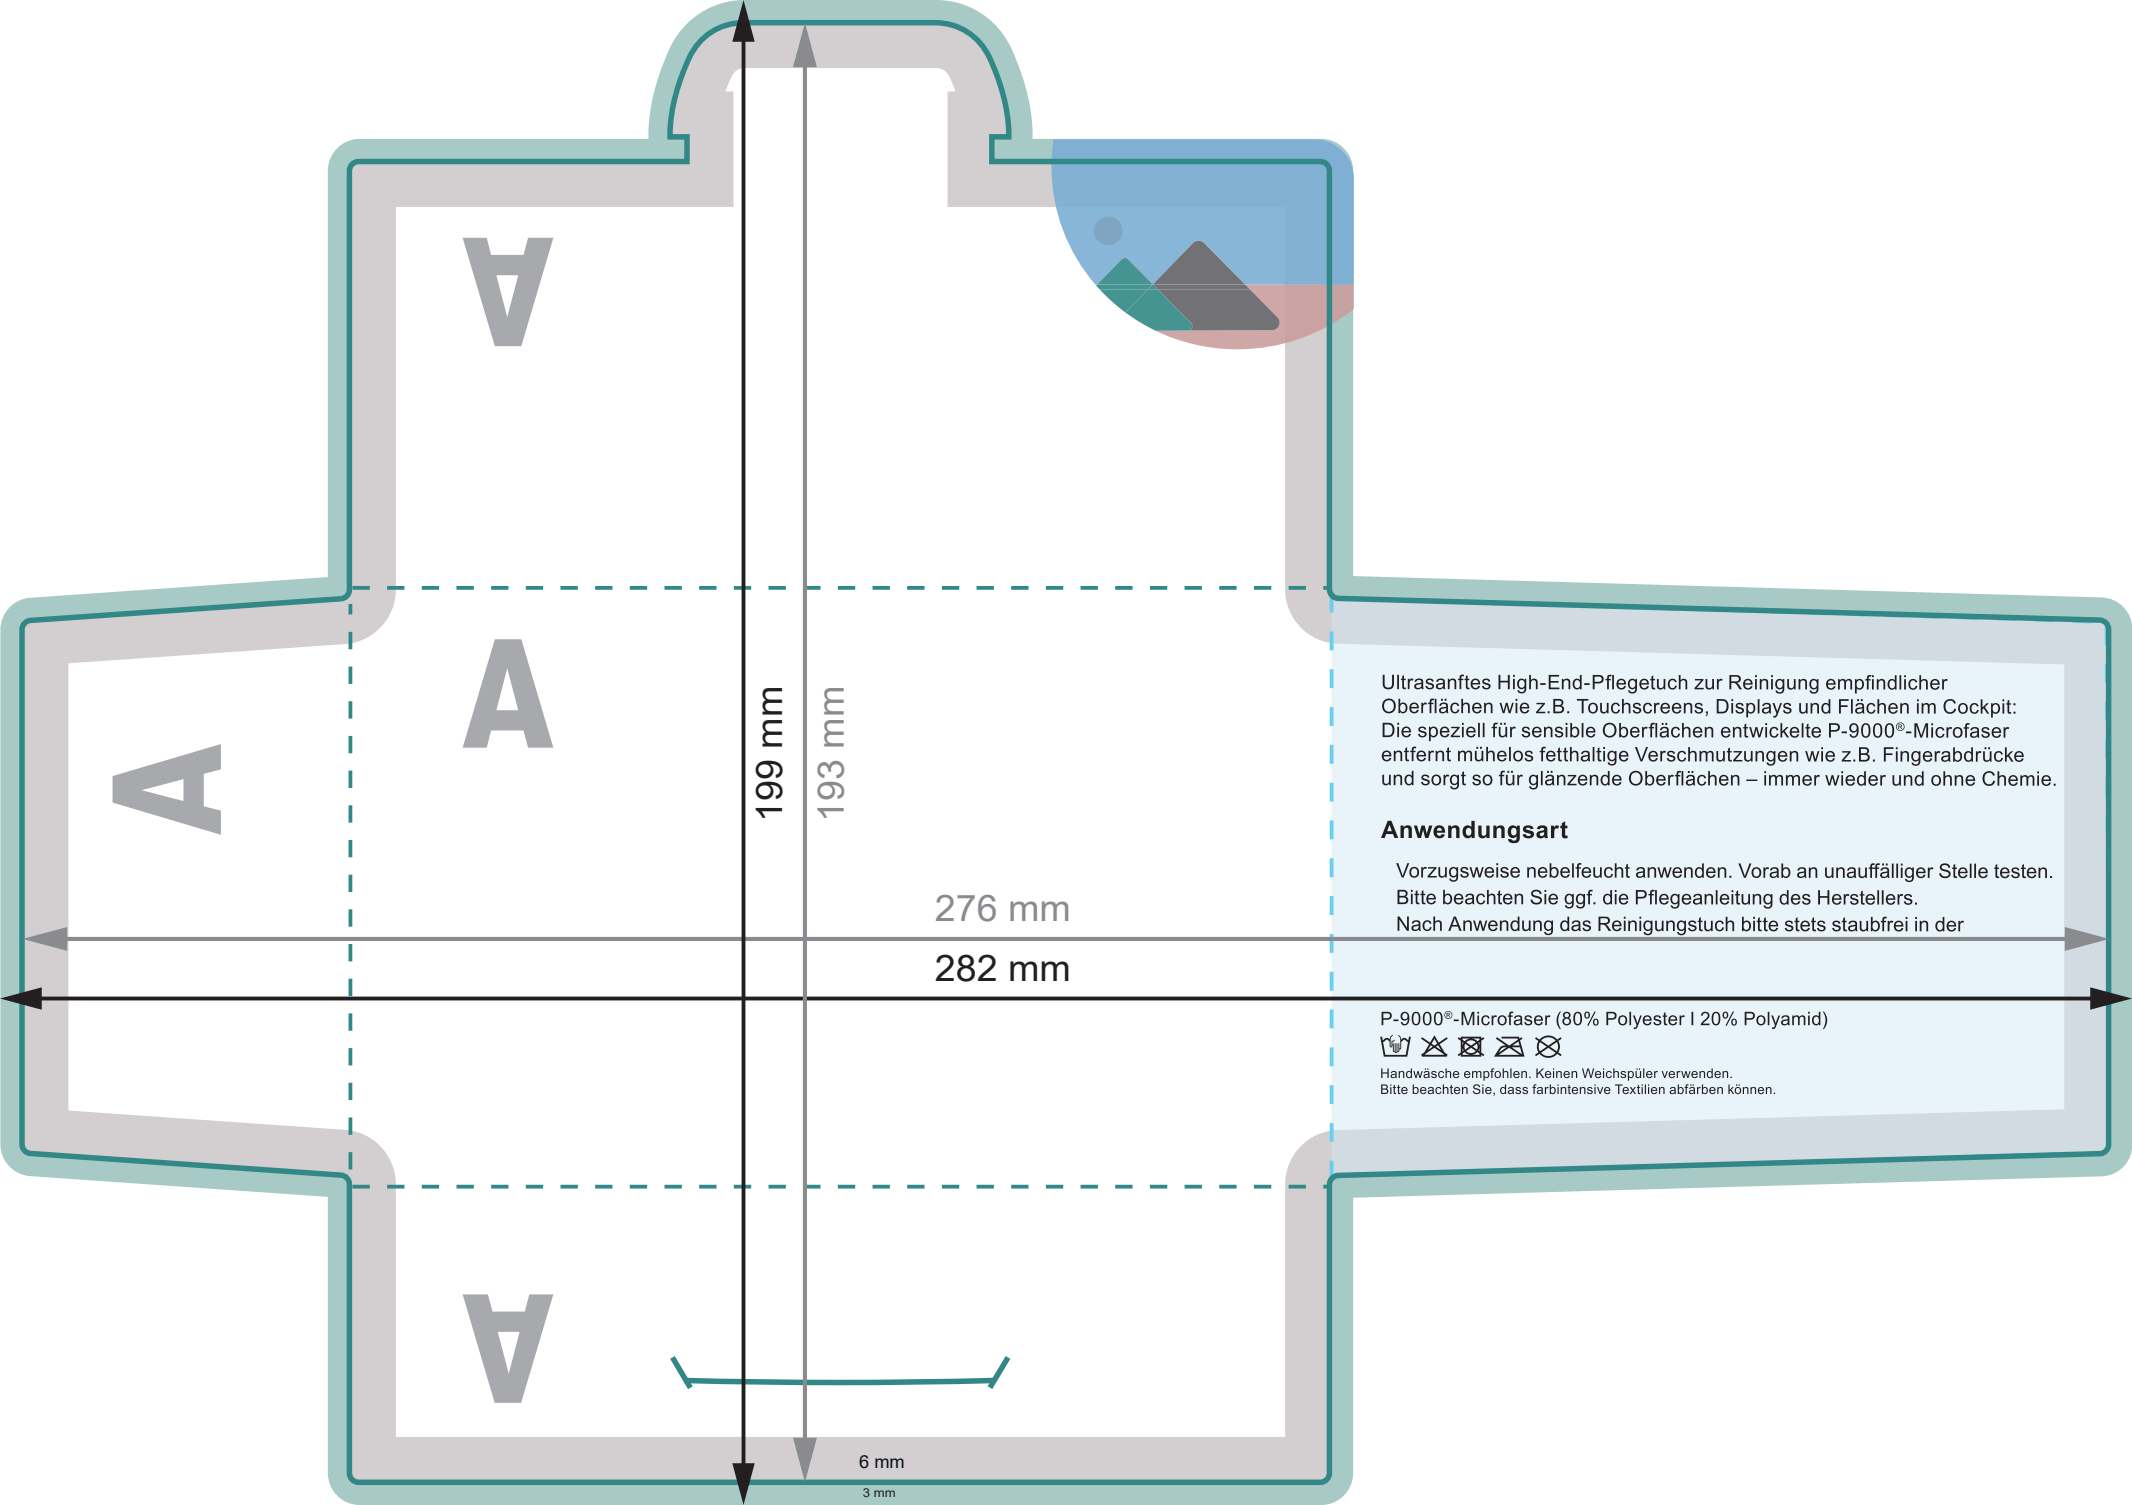 A
A
A
199 mm
193 mm
Ultrasanftes High-End-Pflegetuch zur Reinigung empfindlicher
Oberflächen wie z.B. Touchscreens, Displays und Flächen im Cockpit:
Die speziell für sensible Oberflächen entwickelte P-9000®-Microfaser
entfernt mühelos fetthaltige Verschmutzungen wie z.B. Fingerabdrücke
und sorgt so für glänzende Oberflächen – immer wieder und ohne Chemie.
Anwendungsart
Vorzugsweise nebelfeucht anwenden. Vorab an unauffälliger Stelle testen.
Bitte beachten Sie ggf. die Pflegeanleitung des Herstellers.
Nach Anwendung das Reinigungstuch bitte stets staubfrei in der
276 mm
282 mm
P-9000®-Microfaser (80% Polyester I 20% Polyamid)
Handwäsche empfohlen. Keinen Weichspüler verwenden.
Bitte beachten Sie, dass farbintensive Textilien abfärben können.
A
6 mm
3 mm